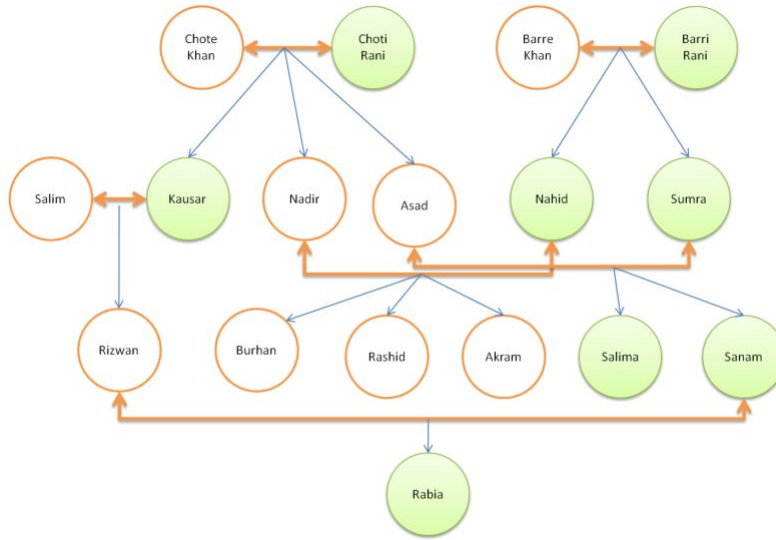 Chote
Khan
Choti
Rani
Barre
Khan
Barri
Rani
Salim
Kausar
Nadir
Asad
Nahid
Sumra
Rizwan
Burhan
Rashid
Akram
Salima
Sanam
Rabia